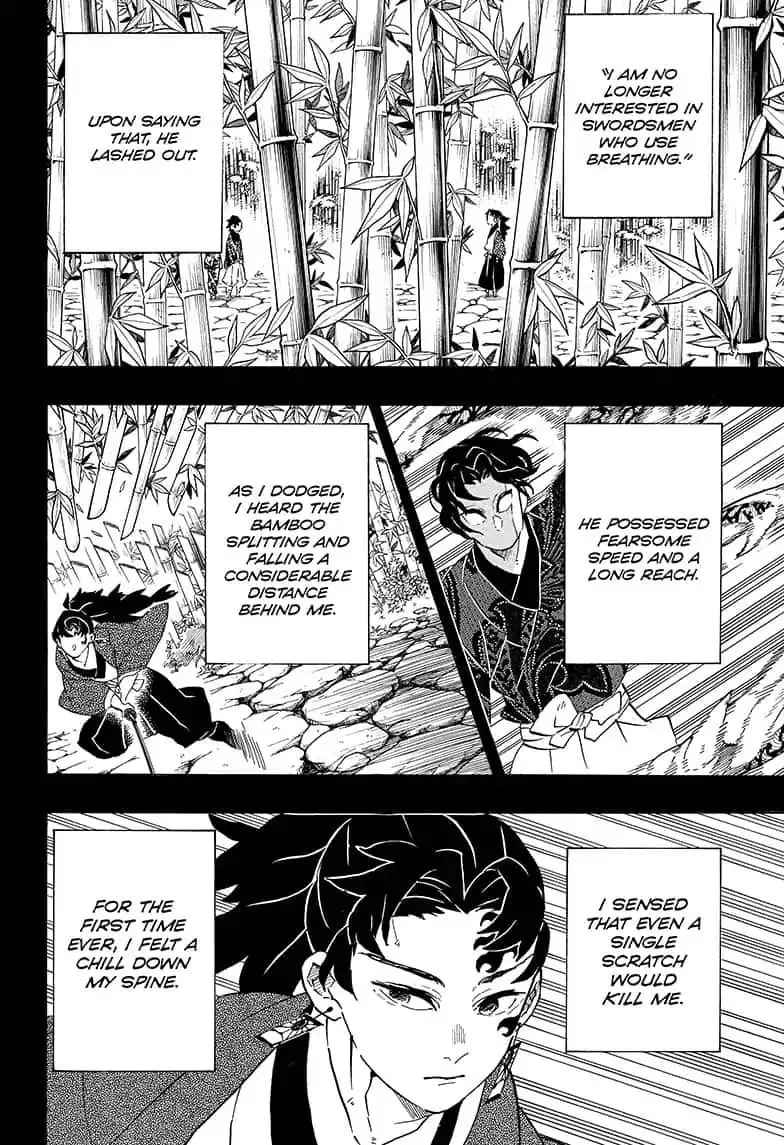 "I AM NO
LONGER
INTERESTED IN
SWORDSMEN
WHO USE
BREATHING."
UPON SAYING
THAT, HE
LASHED OUT.
HE POSSESSED
FEARSOME
SPEED AND A
LONG REACH.
AS I DODGED,
I HEARD THE
BAMBOO
SPLITTING AND
FALLING A
CONSIDERABLE
DISTANCE
BEHIND ME.
I SENSED
THAT EVEN A
SINGLE
SCRATCH
WOULD
KILL ME.
FOR THE
FIRST TIME
EVER, I FELT A
CHILL DOWN
MY SPINE.